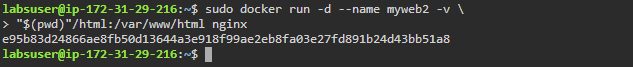 labsuser@ip-172-31-29-216:~$ sudo docker run -d --name myweb2 -v \
> "$(pwd)"/html:/var/www/html nginx
e95b83d24866ae8fb50d13644a3e918f99ae2eb8fa03e27fd891b24d43bb51a8
labsuser@ip-172-31-29-216:~$